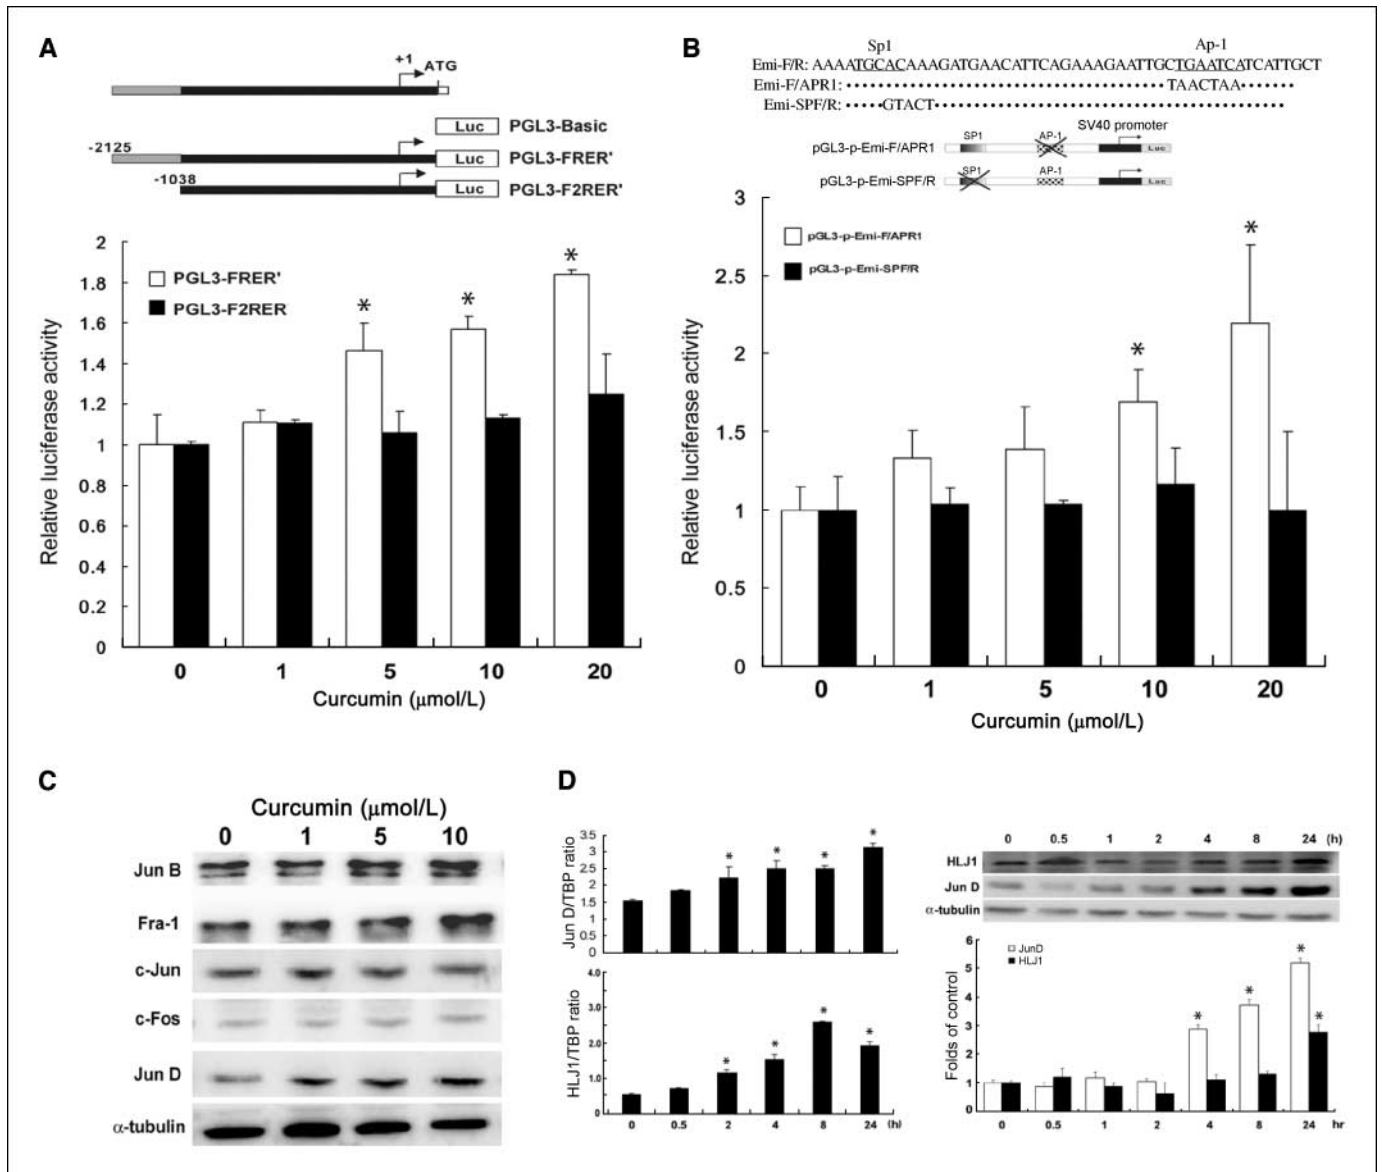 A
+1
ATG
Luc PGL3-Basic
-2125
Luc PGL3-FRER'
-1038
Luc PGL3-F2RER'
2
1.8
1.6
1.4
1.2
1
0.8
0.6
0.4
0.2
0
Relative luciferase activity
PGL3-FRER'
PGL3-F2RER
* * *
0 1 5 10 20
Curcumin (μmol/L)
B
Sp1 Ap-1
Emi-F/R: AAAATGCACAAAGATGAACATTCAGAAAGAATTGCTGAATCATCATTGCT
Emi-F/APR1: TAACTAA
Emi-SPF/R: GTACT
SV40 promoter
SP1 AP-1
pGL3-p-Emi-F/APR1 Luc
SP1 AP-1
pGL3-p-Emi-SPF/R Luc
3
2.5
2
1.5
1
0.5
0
Relative luciferase activity
pGL3-p-Emi-F/APR1
pGL3-p-Emi-SPF/R
* *
0 1 5 10 20
Curcumin (μmol/L)
C
Curcumin (μmol/L)
0 1 5 10
Jun B
Fra-1
c-Jun
c-Fos
Jun D
α-tubulin
D
Jun D/TBP ratio
3.5
3
2.5
2
1.5
1
0.5
0
* * * *
HLJ1/TBP ratio
4.0
3.0
2.0
1.0
0
* * * *
0 0.5 2 4 8 24 (h)
0 0.5 1 2 4 8 24 (h)
HLJ1
Jun D
α-tubulin
Folds of control
6
5
4
3
2
1
0
JunD
HLJ1
* * * *
0 0.5 1 2 4 8 24 hr